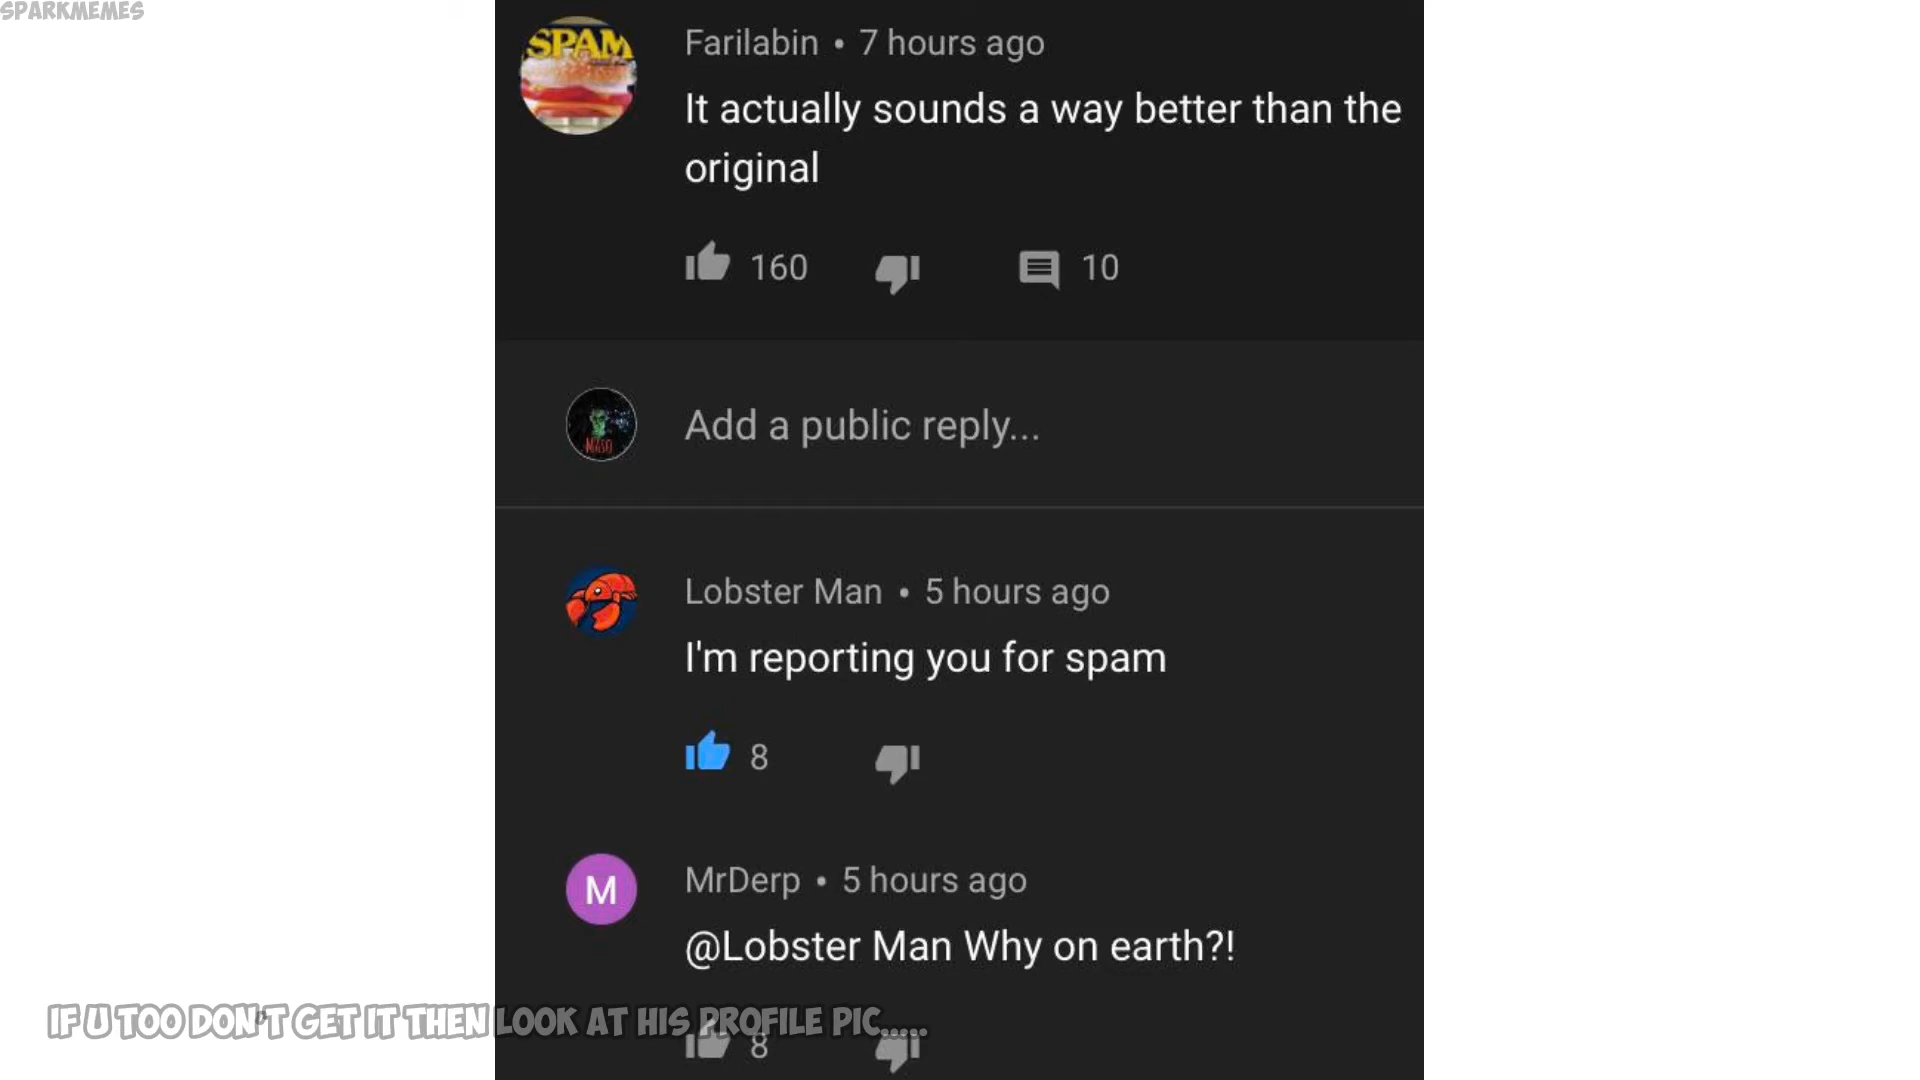 SPARKMEMES
SPAM
Farilabin • 7 hours ago
It actually sounds a way better than the
original
160
10
MASO
Add a public reply...
Lobster Man • 5 hours ago
I'm reporting you for spam
8
M
MrDerp • 5 hours ago
@Lobster Man Why on earth?!
IF U TOO DON'T GET IT THEN LOOK AT HIS PROFILE PIC.....
8